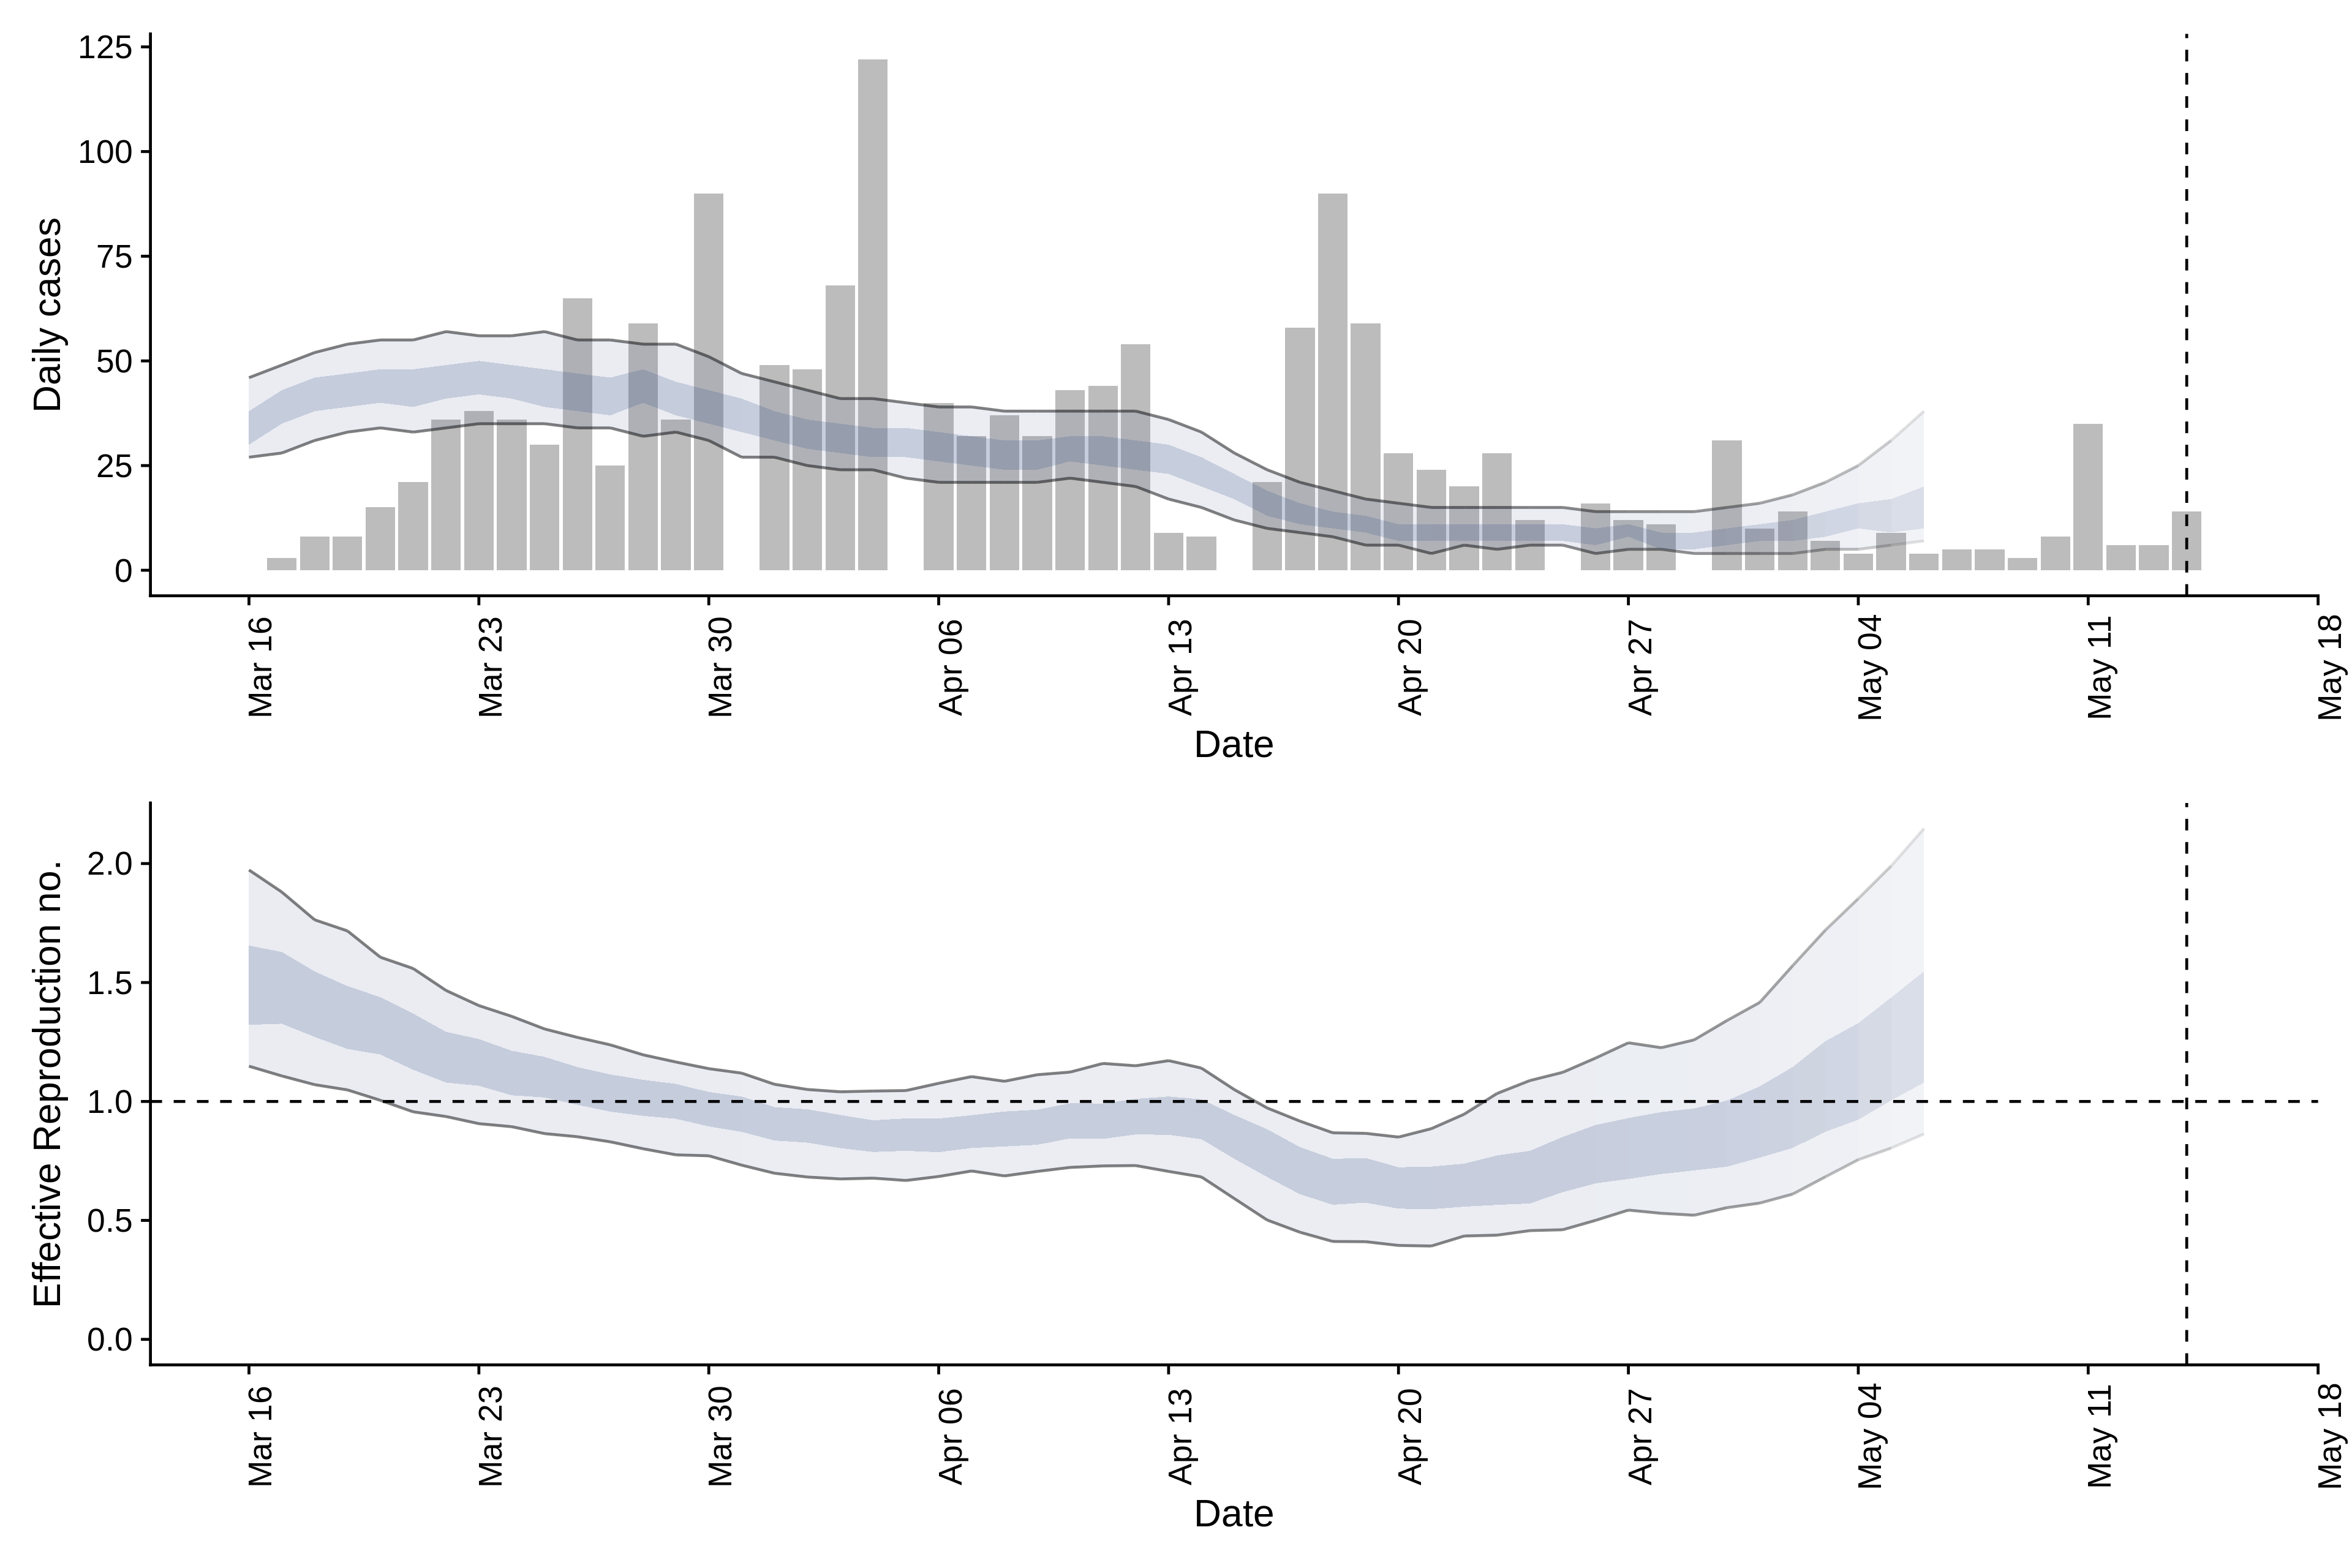 125
100
75
50
25
0
Daily cases
Mar 16
Mar 23
Mar 30
Apr 06
Apr 13
Apr 20
Apr 27
May 04
May 11
May 18
Date
2.0
1.5
1.0
0.5
0.0
Effective Reproduction no.
Mar 16
Mar 23
Mar 30
Apr 06
Apr 13
Apr 20
Apr 27
May 04
May 11
May 18
Date